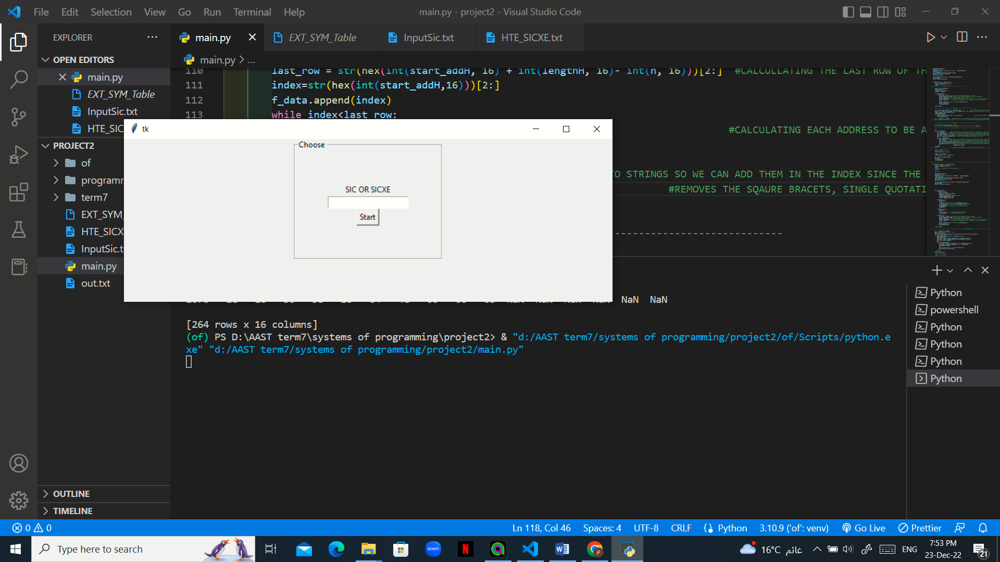 File Edit Selection View Go Run Terminal Help
main.py - project2 - Visual Studio Code
EXPLORER
OPEN EDITORS
main.py
EXT_SYM_Table
InputSic.txt
HTE_SIC
PROJECT2
of
programm
term7
EXT_SYM_
HTE_SICX
InputSic.t
main.py
out.txt
OUTLINE
TIMELINE
main.py
EXT_SYM_Table
InputSic.txt
HTE_SICXE.txt
main.py > ...
110 last_row = str(hex(int(start_addH, 16) + int(lengthH, 16)- int(n, 16)))[2:] #CALCULLATING THE LAST ROW OF TH
111 index=str(hex(int(start_addH,16)))[2:]
112 f_data.append(index)
113 while index<last_row:
#CALCULATING EACH ADDRESS TO BE A
TO STRINGS SO WE CAN ADD THEM IN THE INDEX SINCE THE
#REMOVES THE SQAURE BRACETS, SINGLE QUOTATI
----------------------------
tk
Choose
SIC OR SICXE
Start
NaN NaN
[264 rows x 16 columns]
(of) PS D:\AAST term7\systems of programming\project2> & "d:/AAST term7/systems of programming/project2/of/Scripts/python.e
xe" "d:/AAST term7/systems of programming/project2/main.py"
Python
powershell
Python
Python
Python
Python
0 0
Ln 118, Col 46
Spaces: 4
UTF-8
CRLF
Python
3.10.9 ('of': venv)
Go Live
Prettier
Type here to search
zoom
N
W
16°C غائم
ENG
7:53 PM
23-Dec-22
21